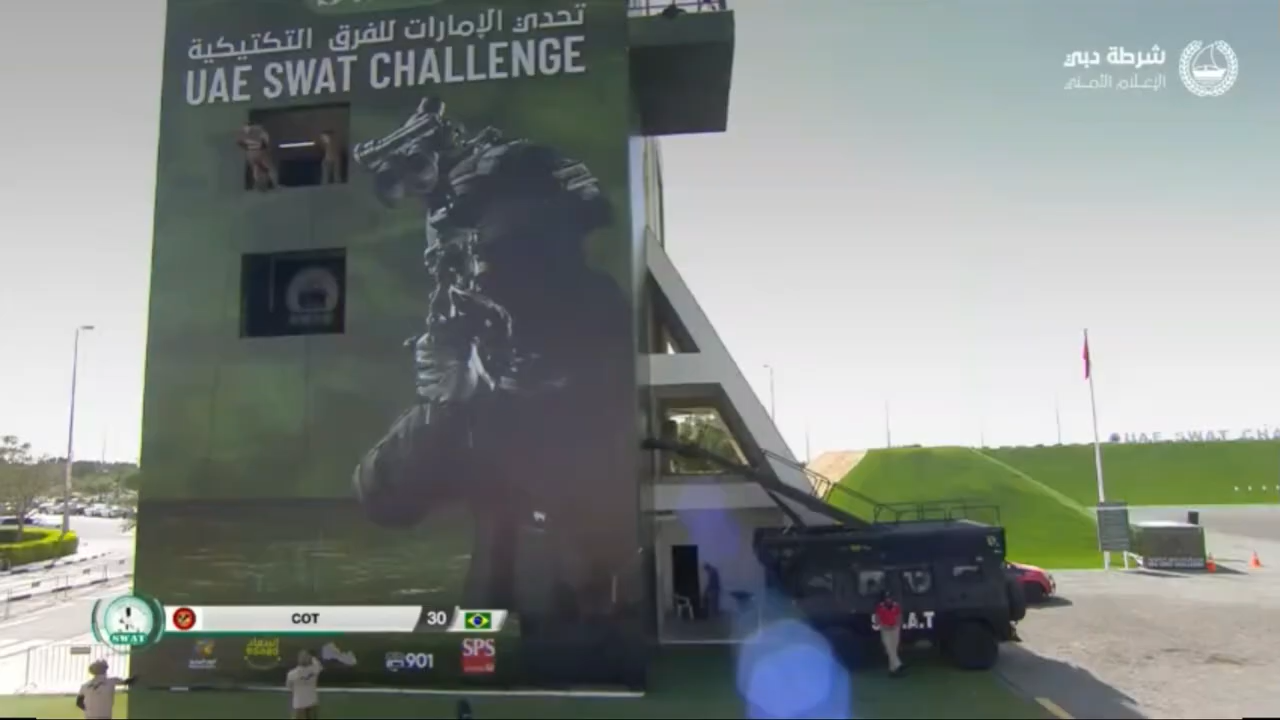 تحدي الإمارات للفرق التكتيكية
UAE SWAT CHALLENGE
شرطة دبي
الإعلام الأمني
UAE SWAT CHA
S.W.A.T
COT 30
SWAT
901
SPS